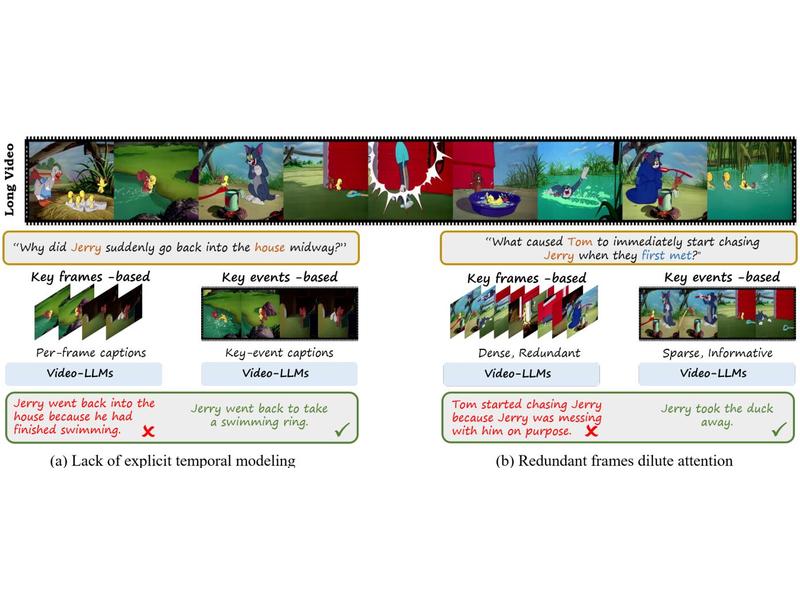 Long Video
“Why did Jerry suddenly go back into the house midway?”
Key frames -based
Key events -based
Per-frame captions
Key-event captions
Video-LLMs
Video-LLMs
Jerry went back into the
house because he had
finished swimming.
Jerry went back to take
a swimming ring.
(a) Lack of explicit temporal modeling
“What caused Tom to immediately start chasing
Jerry when they first met?"
Key frames -based
Key events -based
Dense, Redundant
Sparse, Informative
Video-LLMs
Video-LLMs
Tom started chasing Jerry
because Jerry was messing
with him on purpose.
Jerry took the duck
away.
(b) Redundant frames dilute attention